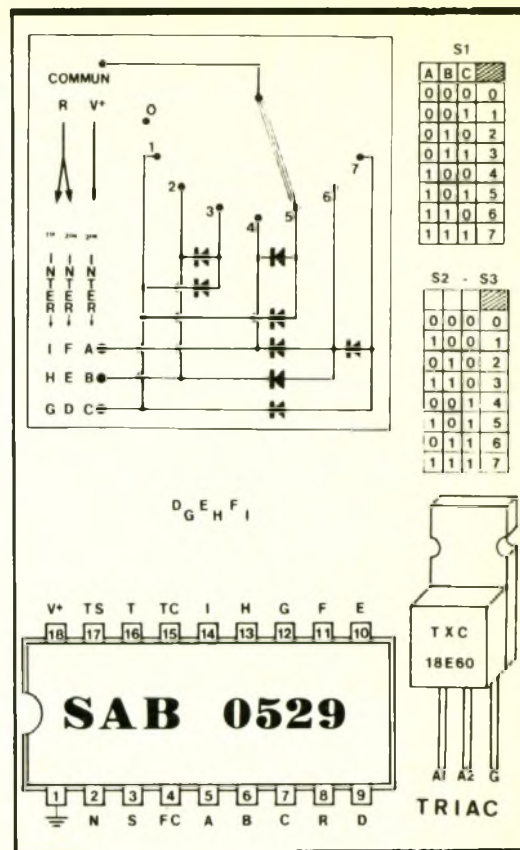 COMMUN
R V+
0
1
2
3
4
5
6
7
INTER
INTER
INTER
I F A
H E B
G D C
S1
A B C
0 0 0 0
0 0 1 1
0 1 0 2
0 1 1 3
1 0 0 4
1 0 1 5
1 1 0 6
1 1 1 7
S2 - S3
0 0 0 0
1 0 0 1
0 1 0 2
1 1 0 3
0 0 1 4
1 0 1 5
0 1 1 6
1 1 1 7
D G E H F I
V+ TS T TC I H G F E
18 17 16 15 14 13 12 11 10
SAB 0529
1 2 3 4 5 6 7 8 9
N S FC A B C R D
TXC
18E60
A1 A2 G
TRIAC